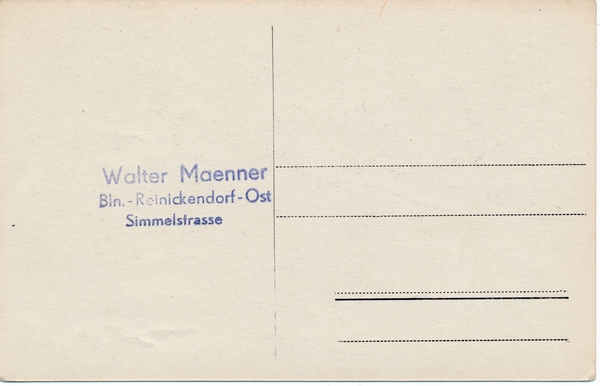 Walter Maenner
Bln.-Reinickendorf-Ost
Simmelstrasse